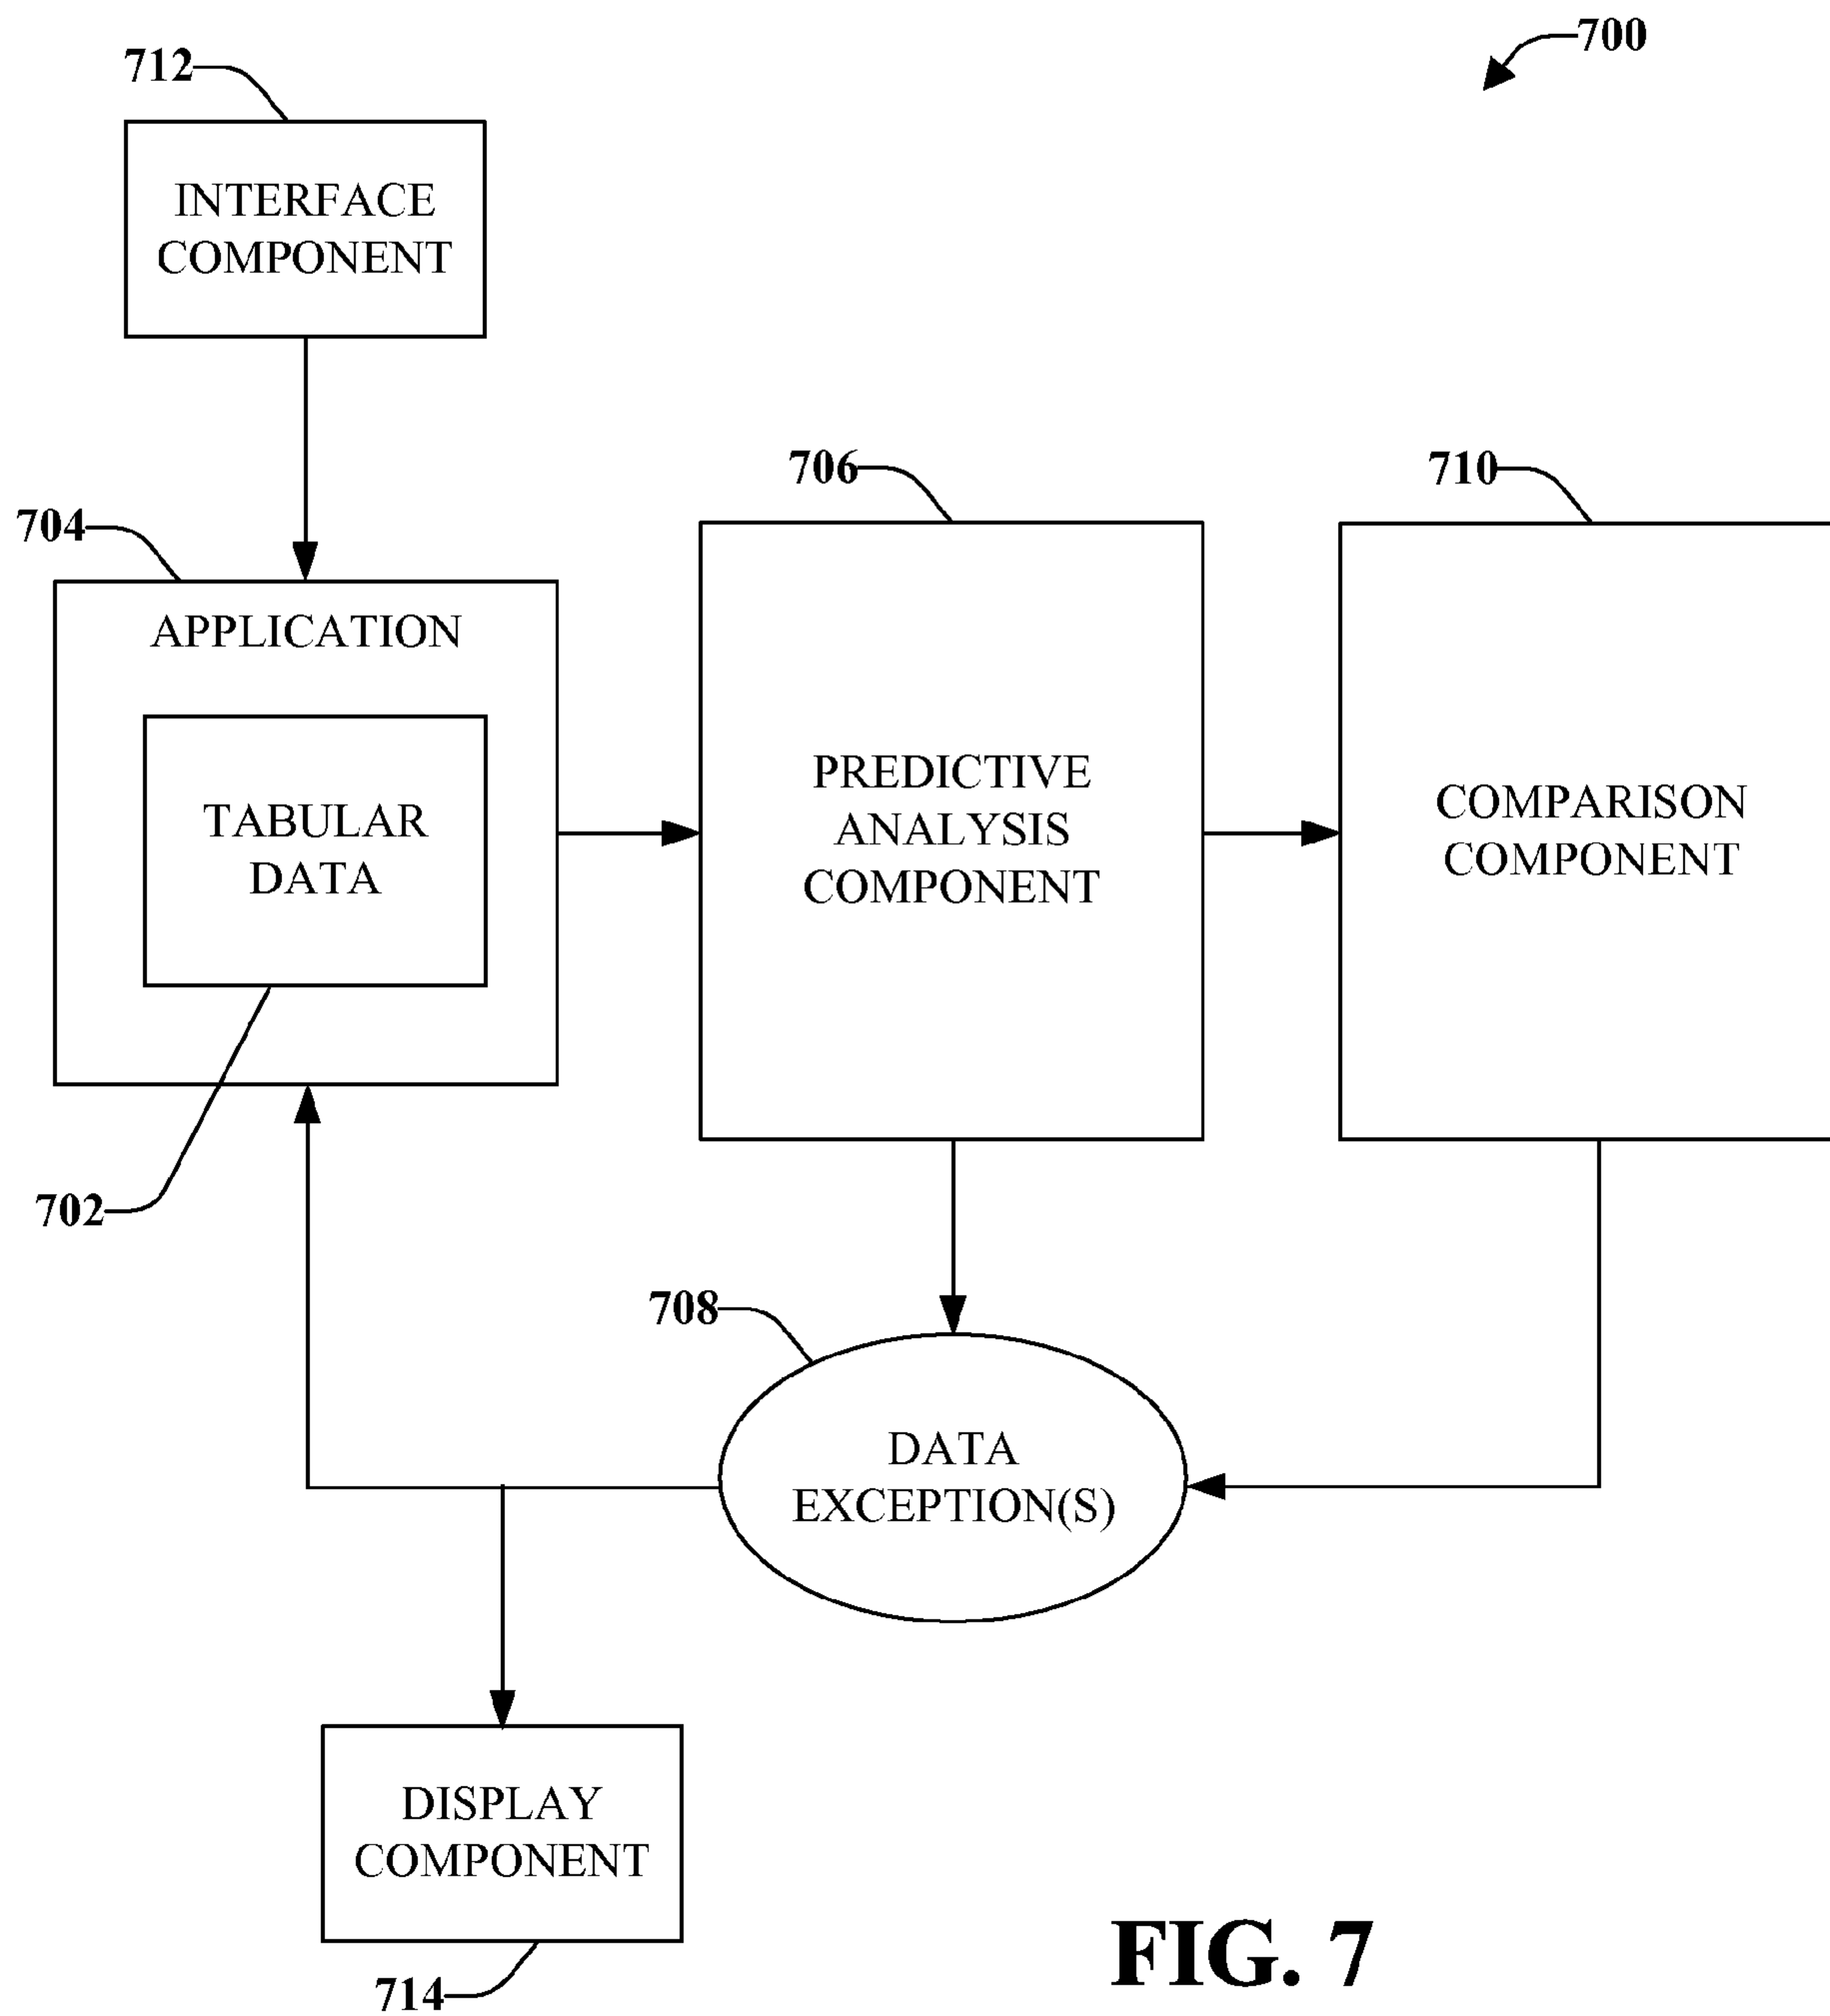 700
712
INTERFACE
COMPONENT
706
710
704
APPLICATION
TABULAR
DATA
PREDICTIVE
ANALYSIS
COMPONENT
COMPARISON
COMPONENT
702
708
DATA
EXCEPTION(S)
DISPLAY
COMPONENT
714
FIG. 7